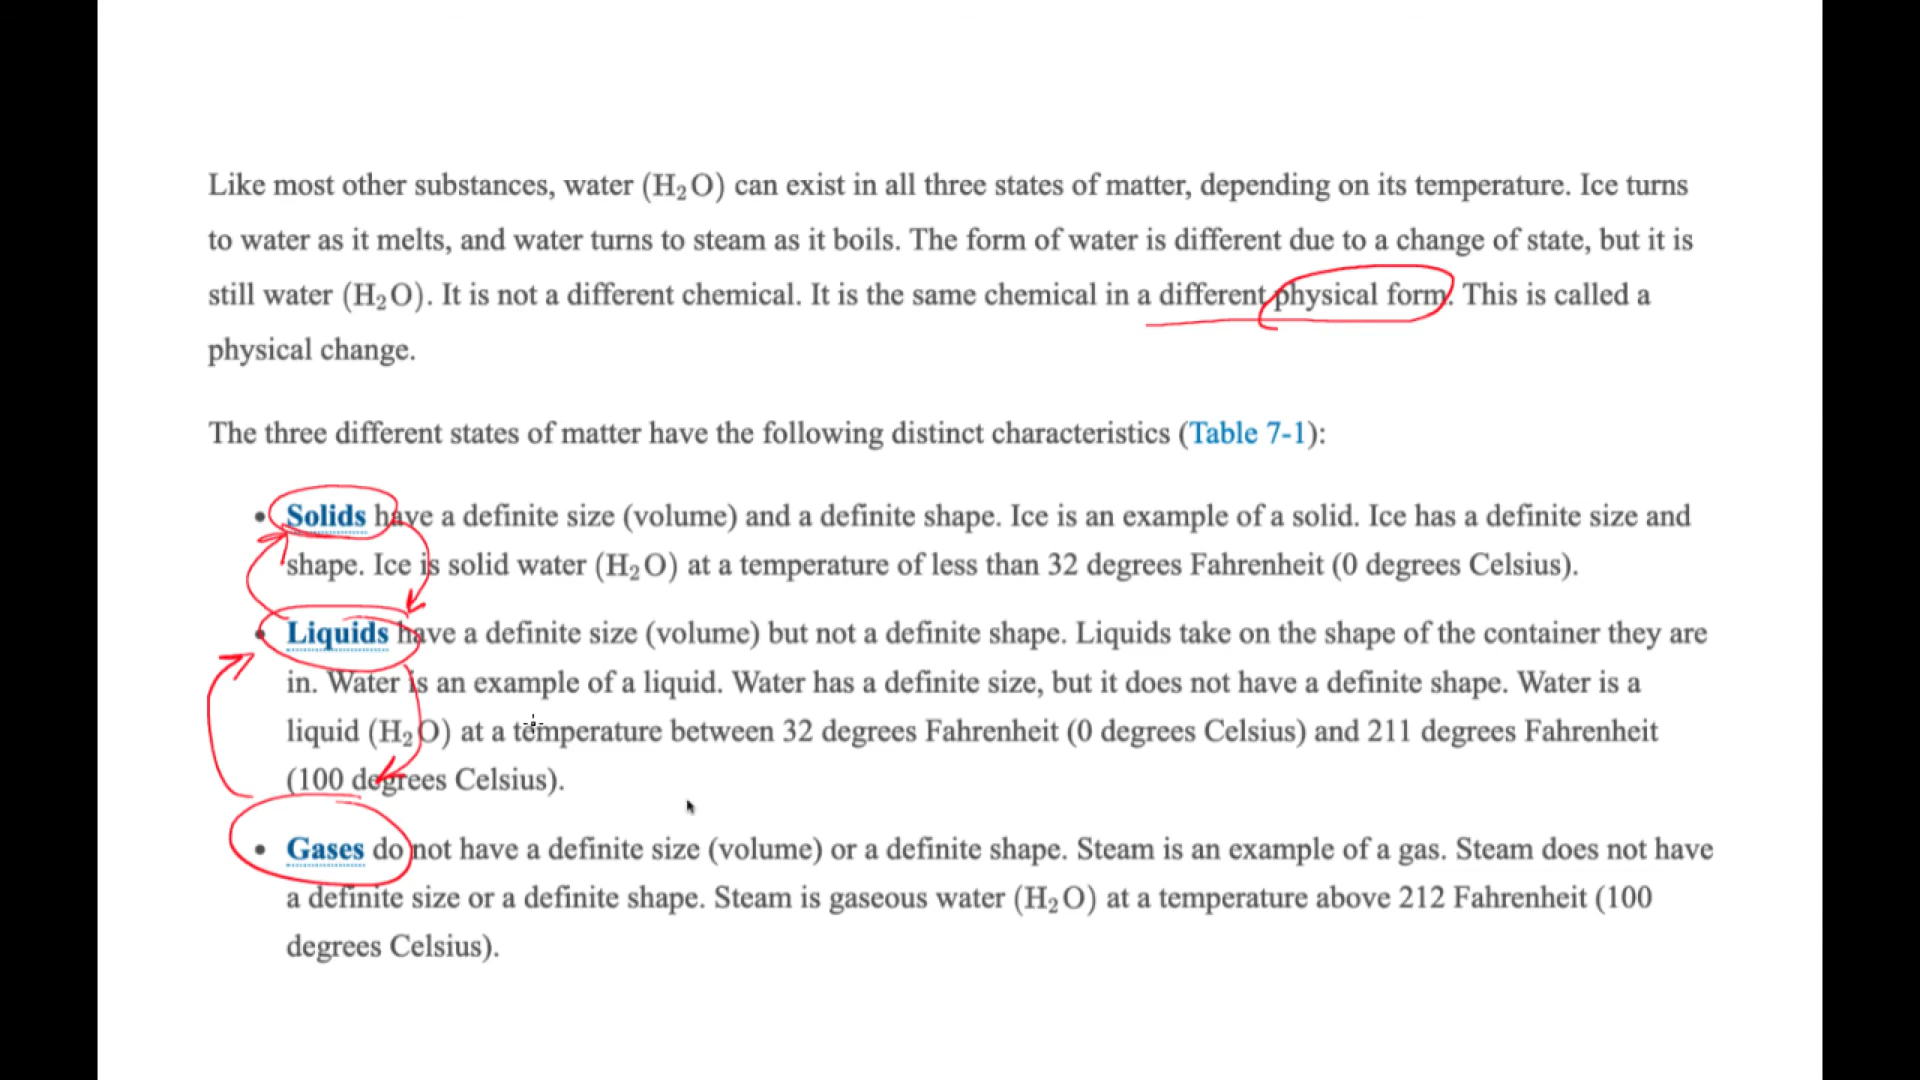 Like most other substances, water (H₂O) can exist in all three states of matter, depending on its temperature. Ice turns
to water as it melts, and water turns to steam as it boils. The form of water is different due to a change of state, but it is
still water (H₂O). It is not a different chemical. It is the same chemical in a different physical form. This is called a
physical change.
The three different states of matter have the following distinct characteristics (Table 7-1):
• Solids have a definite size (volume) and a definite shape. Ice is an example of a solid. Ice has a definite size and
shape. Ice is solid water (H₂O) at a temperature of less than 32 degrees Fahrenheit (0 degrees Celsius).
• Liquids have a definite size (volume) but not a definite shape. Liquids take on the shape of the container they are
in. Water is an example of a liquid. Water has a definite size, but it does not have a definite shape. Water is a
liquid (H₂O) at a temperature between 32 degrees Fahrenheit (0 degrees Celsius) and 211 degrees Fahrenheit
(100 degrees Celsius).
• Gases do not have a definite size (volume) or a definite shape. Steam is an example of a gas. Steam does not have
a definite size or a definite shape. Steam is gaseous water (H₂O) at a temperature above 212 Fahrenheit (100
degrees Celsius).